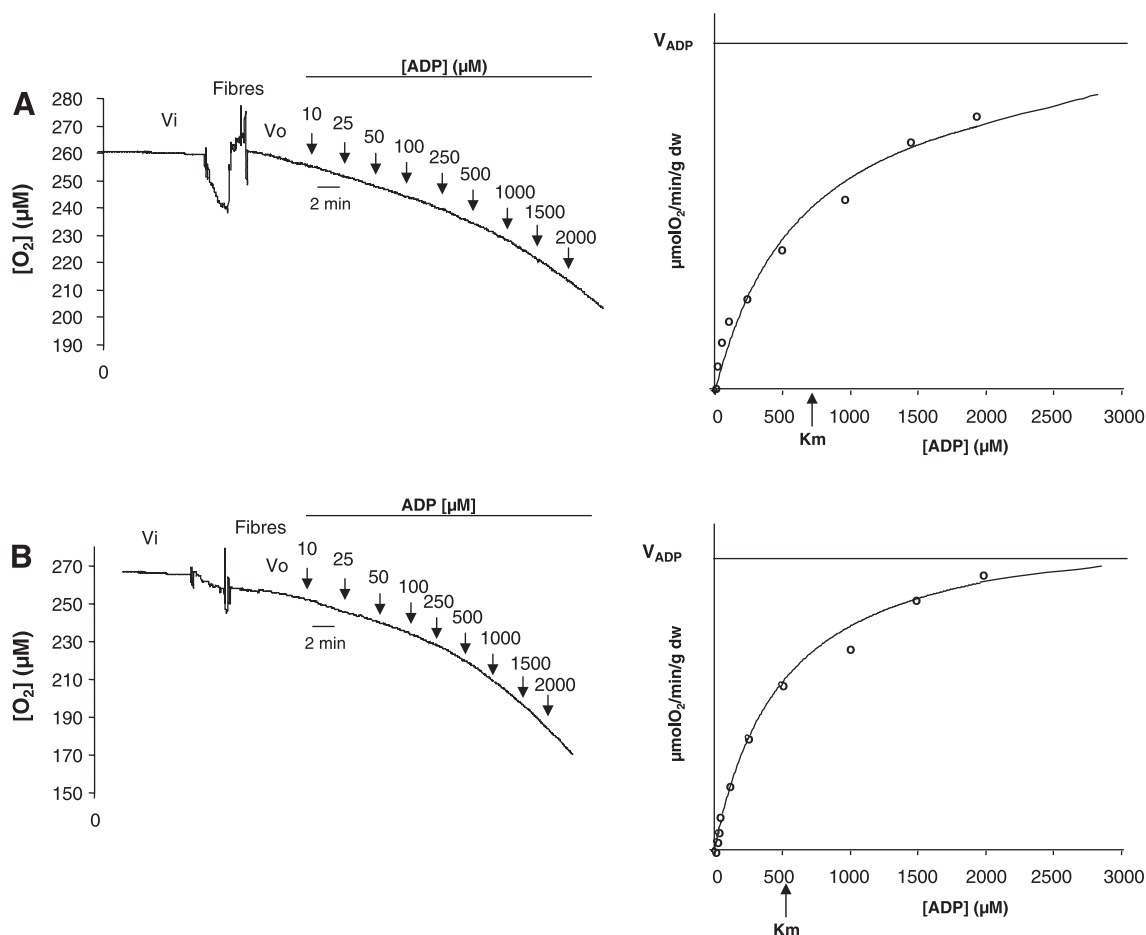 A
[ADP] (µM)
Fibres
Vi
Vo
10
25
50
100
250
500
1000
1500
2000
2 min
280
270
260
250
240
230
220
210
200
190
0
[O₂] (µM)
V_ADP
µmolO₂/min/g dw
0 500 1000 1500 2000 2500 3000
Km
[ADP] (µM)
B
ADP [µM]
Fibres
Vi
Vo
10
25
50
100
250
500
1000
1500
2000
2 min
270
250
230
210
190
170
150
0
[O₂] (µM)
V_ADP
µmolO₂/min/g dw
0 500 1000 1500 2000 2500 3000
Km
[ADP] (µM)